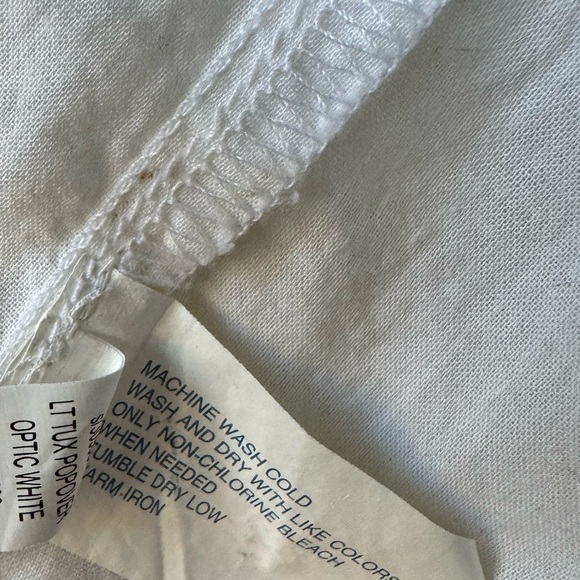 MACHINE WASH COLD
WASH AND DRY WITH LIKE COLORS
ONLY NON-CHLORINE BLEACH
WHEN NEEDED
TUMBLE DRY LOW
WARM-IRON
LT TUX POPOVER
OPTIC WHITE